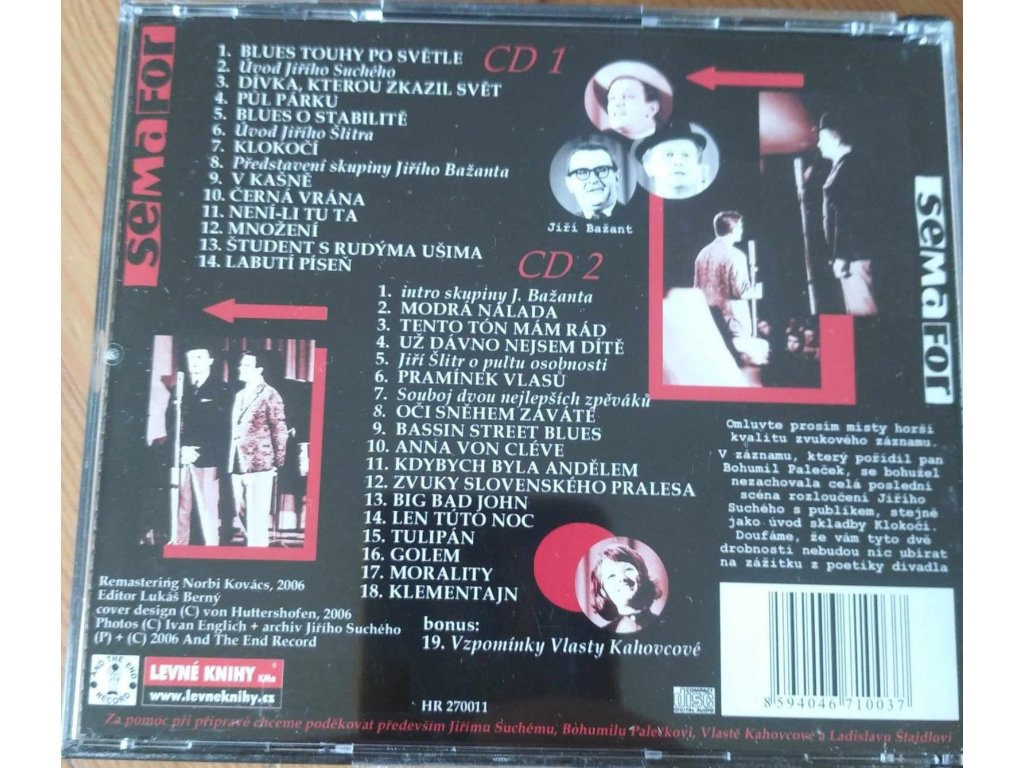 semaFor
CD 1
1. BLUES TOUHY PO SVĚTLE
2. Úvod Jiřího Suchého
3. DÍVKA, KTEROU ZKAZIL SVĚT
4. PŮL PÁRKU
5. BLUES O STABILITĚ
6. Úvod Jiřího Šlitra
7. KLOKOČÍ
8. Představení skupiny Jiřího Bažanta
9. V KAŠNĚ
10. ČERNÁ VRÁNA
11. NENÍ-LI TU TA
12. MNOŽENÍ
13. ŠTUDENT S RUDÝMA UŠIMA
14. LABUTÍ PÍSEŇ
Jiří Bažant
semaFor
CD 2
1. intro skupiny J. Bažanta
2. MODRÁ NÁLADA
3. TENTO TÓN MÁM RÁD
4. UŽ DÁVNO NEJSEM DÍTĚ
5. Jiří Šlitr o pultu osobnosti
6. PRAMÍNEK VLASŮ
7. Souboj dvou nejlepších zpěváků
8. OČI SNĚHEM ZÁVÁTÉ
9. BASSIN STREET BLUES
10. ANNA VON CLÉVE
11. KDYBYCH BYLA ANDĚLEM
12. ZVUKY SLOVENSKÉHO PRALESA
13. BIG BAD JOHN
14. LEN TÚTO NOC
15. TULIPÁN
16. GOLEM
17. MORALITY
18. KLEMENTAJN
bonus:
19. Vzpomínky Vlasty Kahovcové
Omluvte prosím místy horší
kvalitu zvukového záznamu.
V záznamu, který pořídil pan
Bohumil Paleček, se bohužel
nezachovala celá poslední
scéna rozloučení Jiřího
Suchého s publikem, stejně
jako úvod skladby Klokočí.
Doufáme, že vám tyto dvě
drobnosti nebudou nic ubírat
na zážitku z poetiky divadla
Remastering Norbi Kovács, 2006
Editor Lukáš Berný
cover design (C) von Huttershofen, 2006
Photos (C) Ivan Englich + archiv Jiřího Suchého
(P) + (C) 2006 And The End Record
AND THE END RECORD
LEVNÉ KNIHY KMa
www.levneknihy.cz
HR 270011
COMPACT
disc
DIGITAL AUDIO
8 594046 710037
Za pomoc při přípravě chceme poděkovat především Jiřímu Suchému, Bohumilu Palečkovi, Vlastě Kahovcové a Ladislavu Štajdlovi